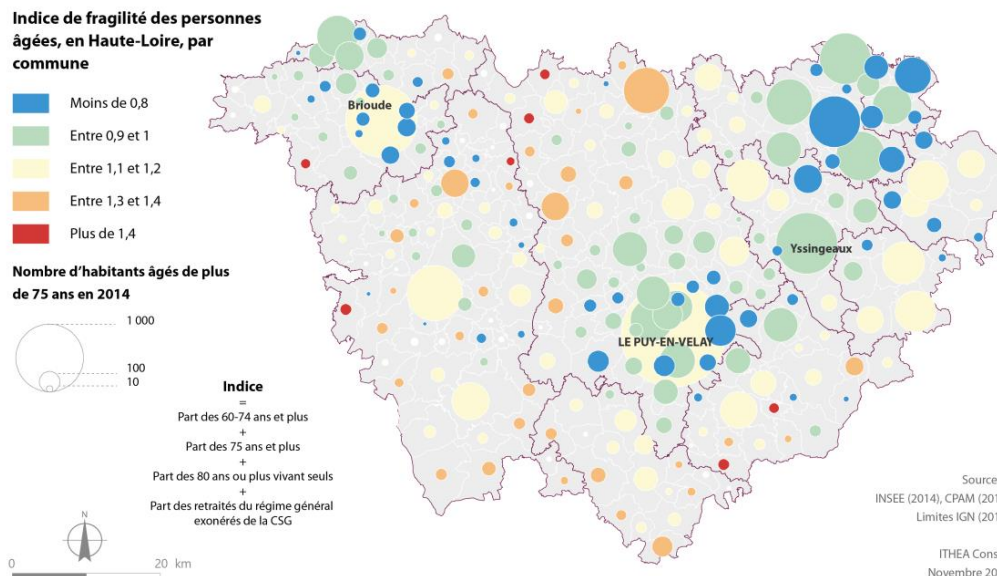 Indice de fragilité des personnes
âgées, en Haute-Loire, par
commune
Moins de 0,8
Entre 0,9 et 1
Entre 1,1 et 1,2
Entre 1,3 et 1,4
Plus de 1,4
Nombre d'habitants âgés de plus
de 75 ans en 2014
1 000
100
10
Indice
=
Part des 60-74 ans et plus
+
Part des 75 ans et plus
+
Part des 80 ans ou plus vivant seuls
+
Part des retraités du régime général
exonérés de la CSG
N
0 20 km
Brioude
Yssingeaux
LE PUY-EN-VELAY
Source
INSEE (2014), CPAM (201
Limites IGN (201
ITHEA Cons
Novembre 20